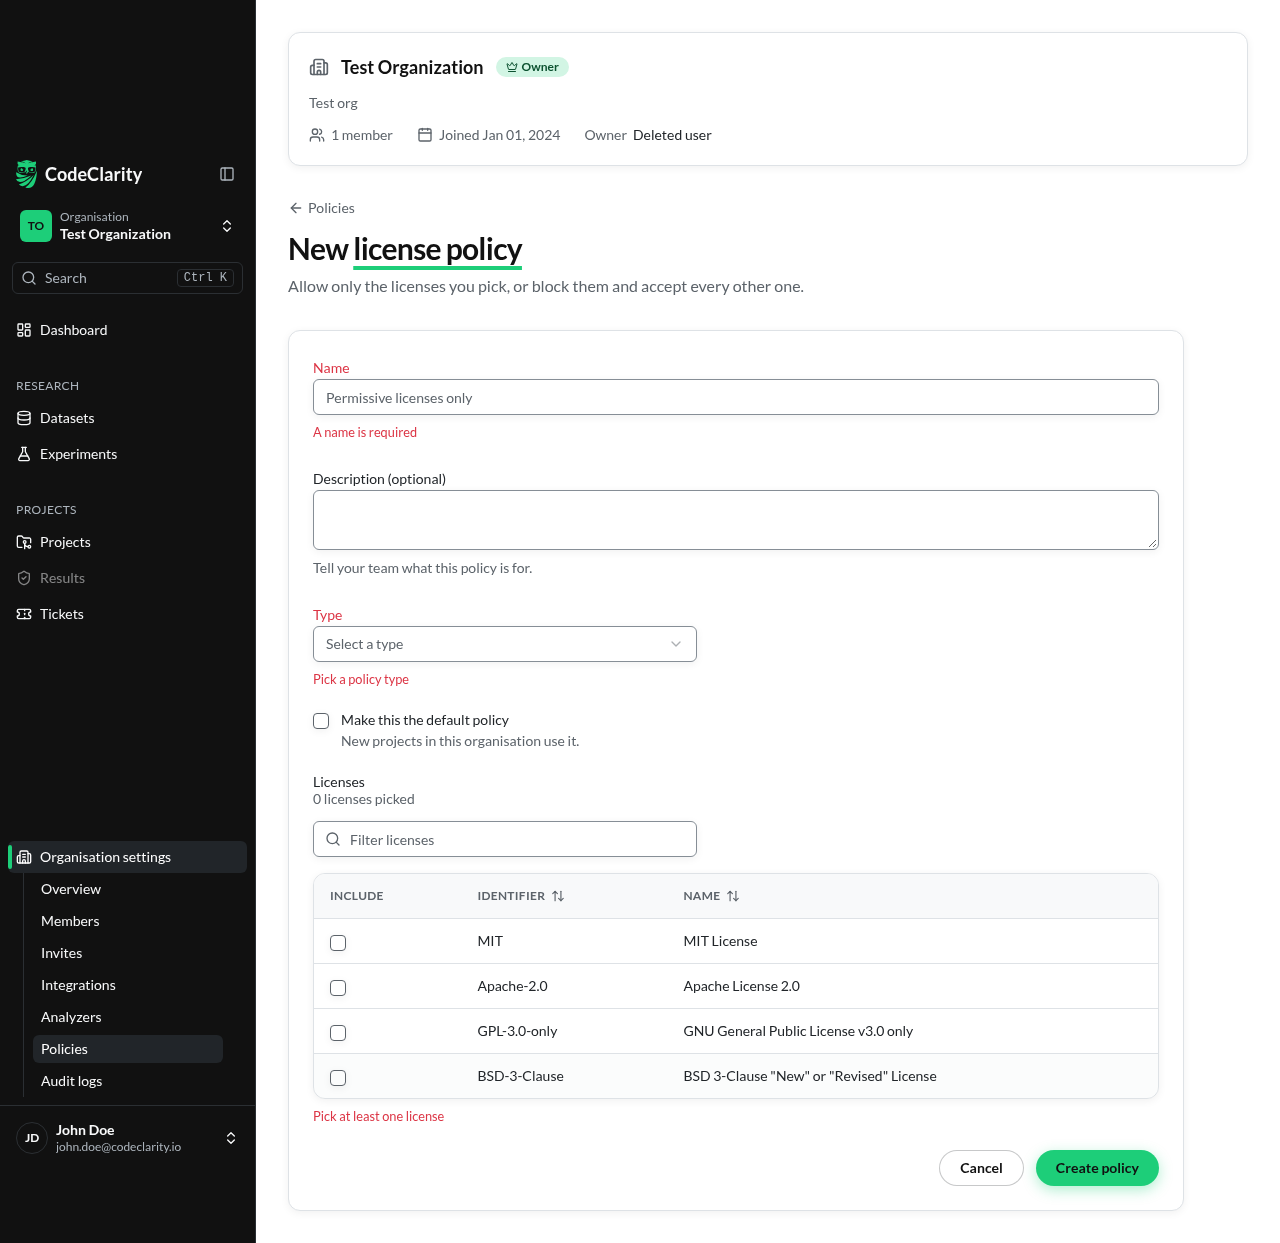 CodeClarity
TO
Organisation
Test Organization
Search
Ctrl K
Dashboard
RESEARCH
Datasets
Experiments
PROJECTS
Projects
Results
Tickets
Organisation settings
Overview
Members
Invites
Integrations
Analyzers
Policies
Audit logs
JD
John Doe
john.doe@codeclarity.io
Test Organization
Owner
Test org
1 member
Joined Jan 01, 2024
Owner Deleted user
Policies
New license policy
Allow only the licenses you pick, or block them and accept every other one.
Name
Permissive licenses only
A name is required
Description (optional)
Tell your team what this policy is for.
Type
Select a type
Pick a policy type
Make this the default policy
New projects in this organisation use it.
Licenses
0 licenses picked
Filter licenses
INCLUDE IDENTIFIER NAME
MIT MIT License
Apache-2.0 Apache License 2.0
GPL-3.0-only GNU General Public License v3.0 only
BSD-3-Clause BSD 3-Clause "New" or "Revised" License
Pick at least one license
Cancel
Create policy